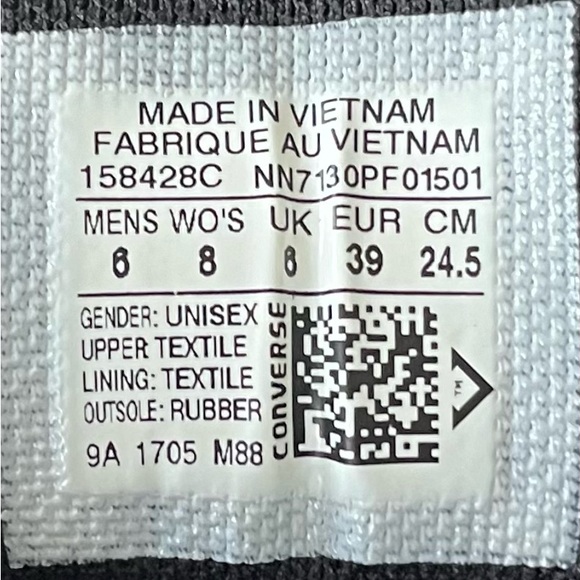 MADE IN VIETNAM
FABRIQUE AU VIETNAM
158428C NN7130PF01501
MENS WO'S UK EUR CM
6 8 6 39 24.5
GENDER: UNISEX
UPPER TEXTILE
LINING: TEXTILE
OUTSOLE: RUBBER
9A 1705 M88
CONVERSE
TM